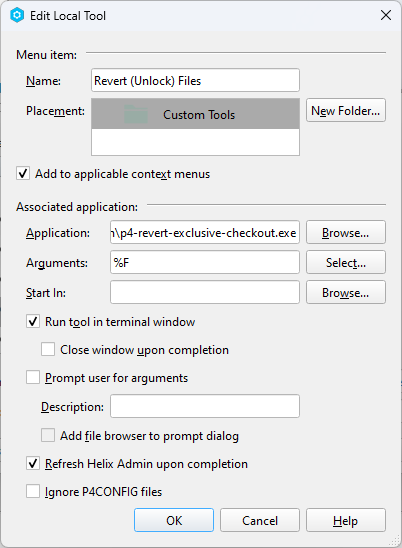 Edit Local Tool
Menu item:
Name: Revert (Unlock) Files
Placement: Custom Tools New Folder...
Add to applicable context menus
Associated application:
Application: \p4-revert-exclusive-checkout.exe Browse...
Arguments: %F Select...
Start In: Browse...
Run tool in terminal window
Close window upon completion
Prompt user for arguments
Description:
Add file browser to prompt dialog
Refresh Helix Admin upon completion
Ignore P4CONFIG files
OK Cancel Help